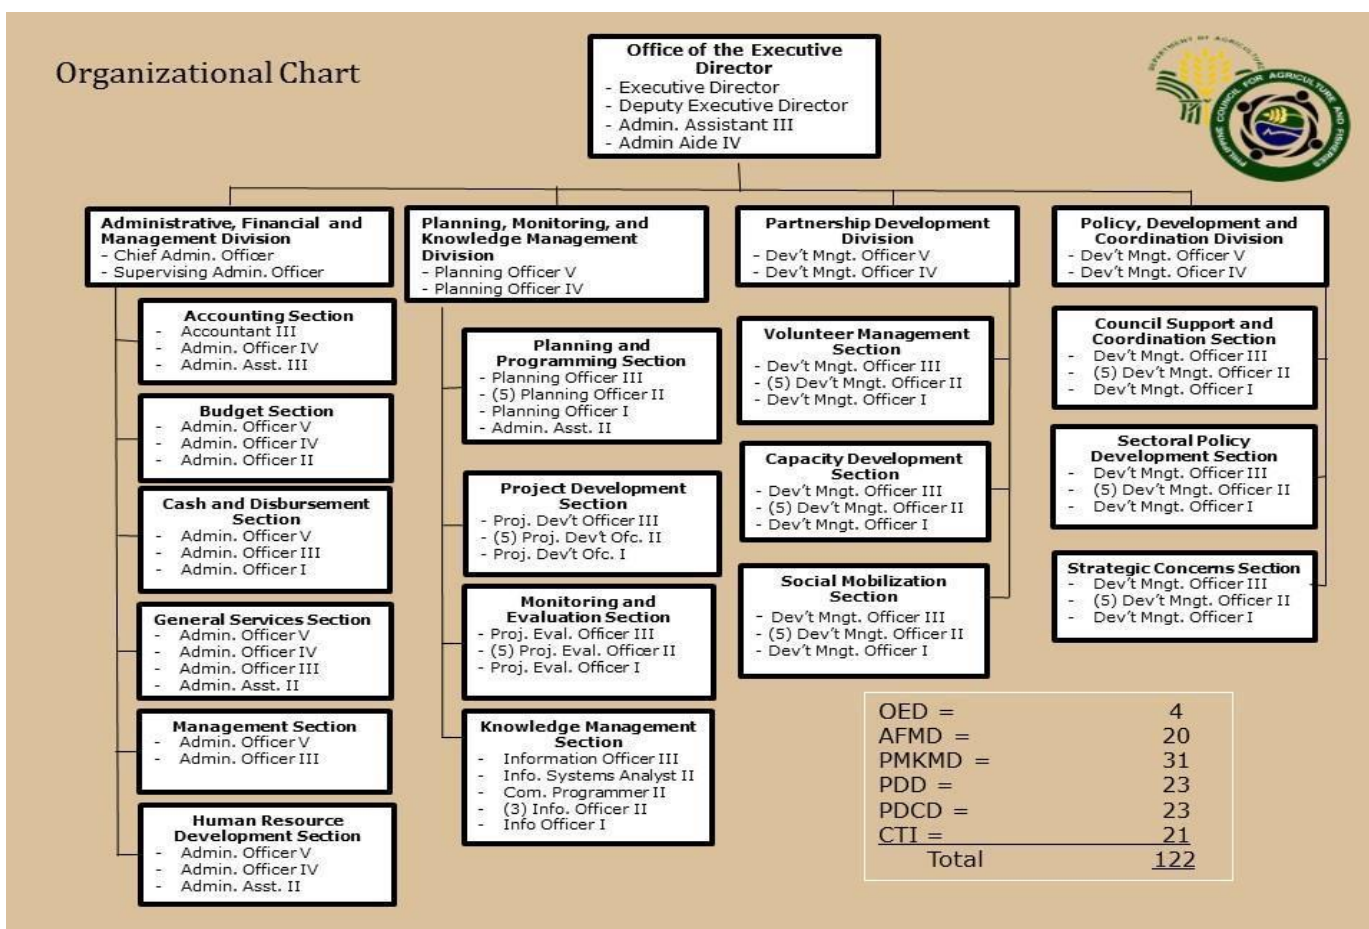 Organizational Chart
Office of the Executive
Director
- Executive Director
- Deputy Executive Director
- Admin. Assistant III
- Admin Aide IV
DEPARTMENT OF AGRICULTURE
PHILIPPINE COUNCIL FOR AGRICULTURE AND FISHERIES
Administrative, Financial and
Management Division
- Chief Admin. Officer
- Supervising Admin. Officer
Accounting Section
- Accountant III
- Admin. Officer IV
- Admin. Asst. III
Budget Section
- Admin. Officer V
- Admin. Officer IV
- Admin. Officer II
Cash and Disbursement
Section
- Admin. Officer V
- Admin. Officer III
- Admin. Officer I
General Services Section
- Admin. Officer V
- Admin. Officer IV
- Admin. Officer III
- Admin. Asst. II
Management Section
- Admin. Officer V
- Admin. Officer III
Human Resource
Development Section
- Admin. Officer V
- Admin. Officer IV
- Admin. Asst. II
Planning, Monitoring, and
Knowledge Management
Division
- Planning Officer V
- Planning Officer IV
Planning and
Programming Section
- Planning Officer III
- (5) Planning Officer II
- Planning Officer I
- Admin. Asst. II
Project Development
Section
- Proj. Dev't Officer III
- (5) Proj. Dev't Ofc. II
- Proj. Dev't Ofc. I
Monitoring and
Evaluation Section
- Proj. Eval. Officer III
- (5) Proj. Eval. Officer II
- Proj. Eval. Officer I
Knowledge Management
Section
- Information Officer III
- Info. Systems Analyst II
- Com. Programmer II
- (3) Info. Officer II
- Info Officer I
Partnership Development
Division
- Dev't Mngt. Officer V
- Dev't Mngt. Officer IV
Volunteer Management
Section
- Dev't Mngt. Officer III
- (5) Dev't Mngt. Officer II
- Dev't Mngt. Officer I
Capacity Development
Section
- Dev't Mngt. Officer III
- (5) Dev't Mngt. Officer II
- Dev't Mngt. Officer I
Social Mobilization
Section
- Dev't Mngt. Officer III
- (5) Dev't Mngt. Officer II
- Dev't Mngt. Officer I
Policy, Development and
Coordination Division
- Dev't Mngt. Officer V
- Dev't Mngt. Officer IV
Council Support and
Coordination Section
- Dev't Mngt. Officer III
- (5) Dev't Mngt. Officer II
- Dev't Mngt. Officer I
Sectoral Policy
Development Section
- Dev't Mngt. Officer III
- (5) Dev't Mngt. Officer II
- Dev't Mngt. Officer I
Strategic Concerns Section
- Dev't Mngt. Officer III
- (5) Dev't Mngt. Officer II
- Dev't Mngt. Officer I
OED = 4
AFMD = 20
PMKMD = 31
PDD = 23
PDCD = 23
CTI = 21
Total 122